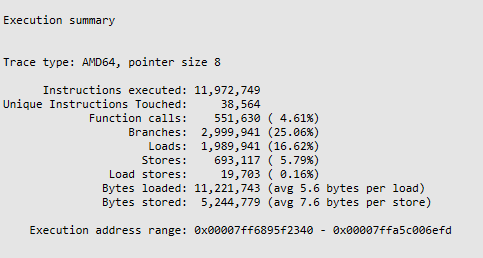 Execution summary
Trace type: AMD64, pointer size 8
Instructions executed: 11,972,749
Unique Instructions Touched: 38,564
Function calls: 551,630 ( 4.61%)
Branches: 2,999,941 (25.06%)
Loads: 1,989,941 (16.62%)
Stores: 693,117 ( 5.79%)
Load stores: 19,703 ( 0.16%)
Bytes loaded: 11,221,743 (avg 5.6 bytes per load)
Bytes stored: 5,244,779 (avg 7.6 bytes per store)
Execution address range: 0x00007ff6895f2340 - 0x00007ffa5c006efd